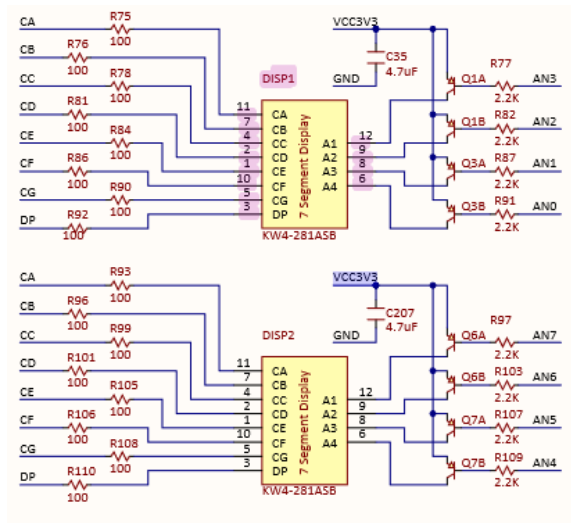 CA R75 100 VCC3V3
CB R76 100 C35 4.7uF R77
CC R78 100 DISP1 GND Q1A 2.2K AN3
CD R81 100 11 CA R82
CE R84 100 7 CB A1 12 Q1B 2.2K AN2
CF R86 100 4 CC A2 9 R87
CG R90 100 2 CD A3 8 Q3A 2.2K AN1
DP R92 100 1 CE A4 6 R91
10 CF Q3B 2.2K AN0
5 CG
3 DP
7 Segment Display
KW4-281ASB
CA R93 100 VCC3V3
CB R96 100 C207 4.7uF R97
CC R99 100 DISP2 GND Q6A 2.2K AN7
CD R101 100 11 CA R103
CE R105 100 7 CB A1 12 Q6B 2.2K AN6
CF R106 100 4 CC A2 9 R107
CG R108 100 2 CD A3 8 Q7A 2.2K AN5
DP R110 100 1 CE A4 6 R109
10 CF Q7B 2.2K AN4
5 CG
3 DP
7 Segment Display
KW4-281ASB